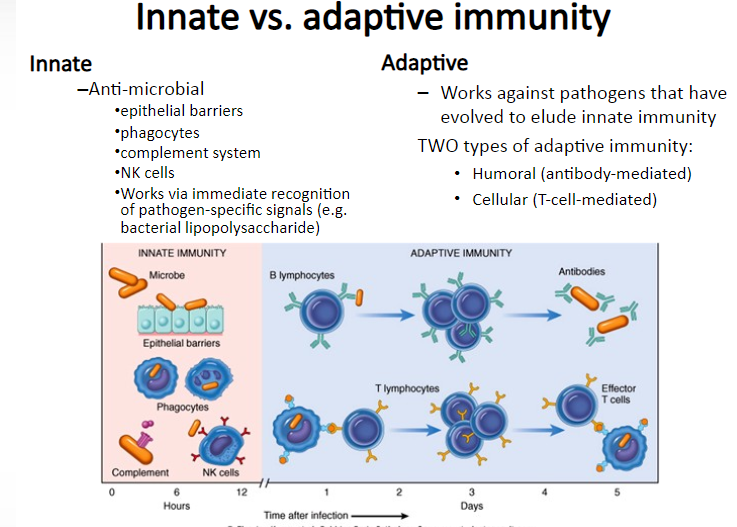 Innate vs. adaptive immunity
Innate
–Anti-microbial
•epithelial barriers
•phagocytes
•complement system
•NK cells
•Works via immediate recognition
of pathogen-specific signals (e.g.
bacterial lipopolysaccharide)
Adaptive
– Works against pathogens that have
evolved to elude innate immunity
TWO types of adaptive immunity:
• Humoral (antibody-mediated)
• Cellular (T-cell-mediated)
INNATE IMMUNITY
Microbe
Epithelial barriers
Phagocytes
Complement
NK cells
ADAPTIVE IMMUNITY
B lymphocytes
Antibodies
T lymphocytes
Effector
T cells
0 6 12 1 2 3 4 5
Hours Days
Time after infection